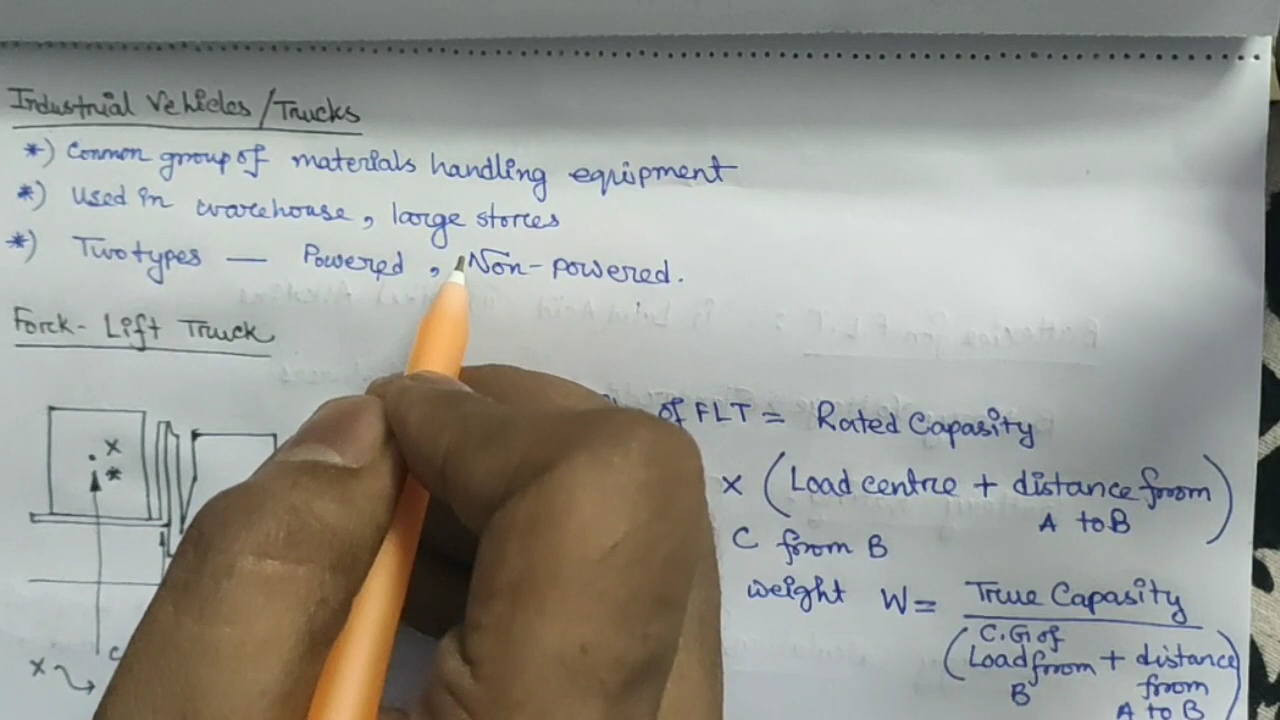 Industrial Vehicles/Trucks
*) Common group of materials handling equipment
*) used in warehouse, large stores
*) Two types — Powered, Non-powered.
Fork-Lift Truck
of FLT = Rated Capasity
x (Load centre + distance from A to B)
C from B
weight W = True Capasity
(C.G of Load from B + distance from A to B)
x
*
x